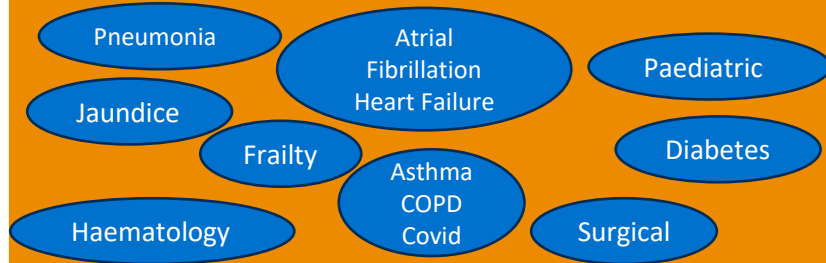 Pneumonia
Atrial
Fibrillation
Heart Failure
Paediatric
Jaundice
Frailty
Diabetes
Asthma
COPD
Covid
Haematology
Surgical